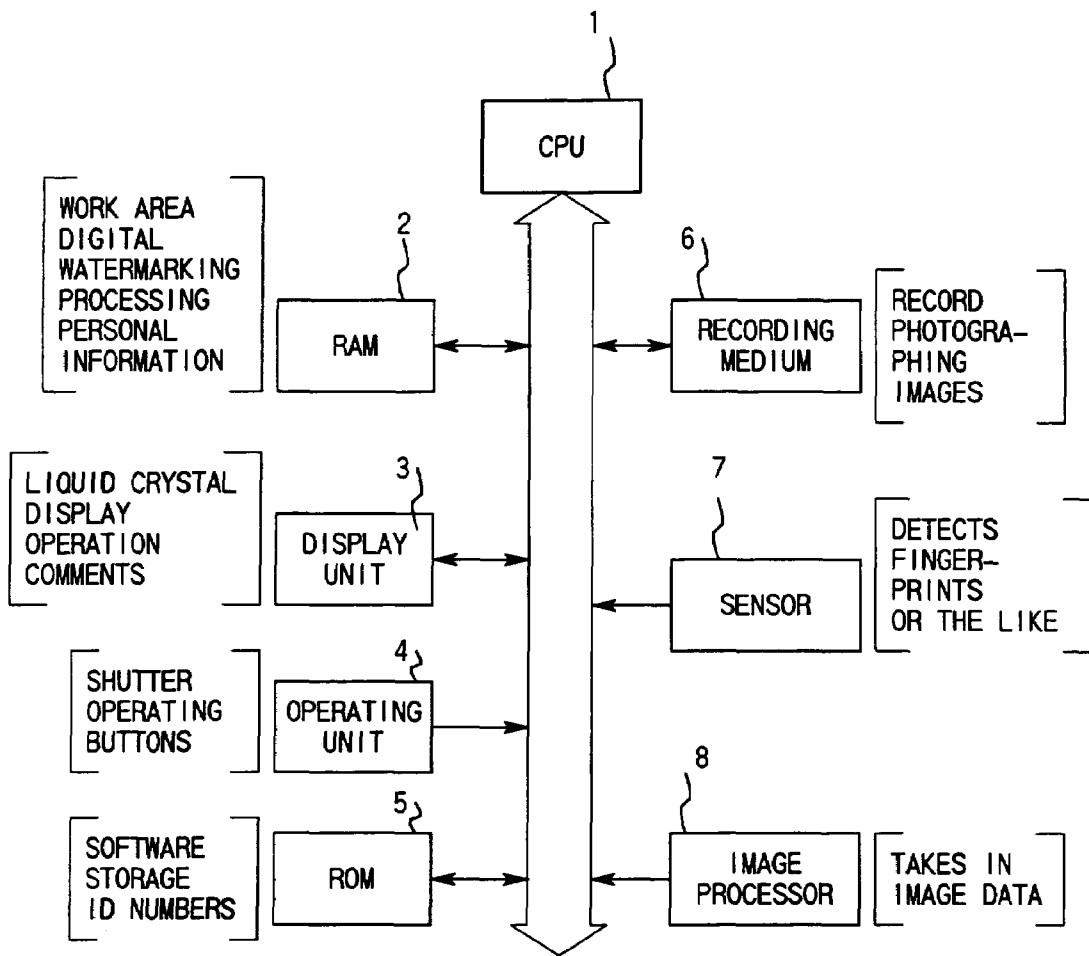 1
CPU
WORK AREA
DIGITAL
WATERMARKING
PROCESSING
PERSONAL
INFORMATION
2
RAM
6
RECORDING
MEDIUM
RECORD
PHOTOGRA-
PHING
IMAGES
LIQUID CRYSTAL
DISPLAY
OPERATION
COMMENTS
3
DISPLAY
UNIT
7
SENSOR
DETECTS
FINGER-
PRINTS
OR THE LIKE
SHUTTER
OPERATING
BUTTONS
4
OPERATING
UNIT
SOFTWARE
STORAGE
ID NUMBERS
5
ROM
8
IMAGE
PROCESSOR
TAKES IN
IMAGE DATA